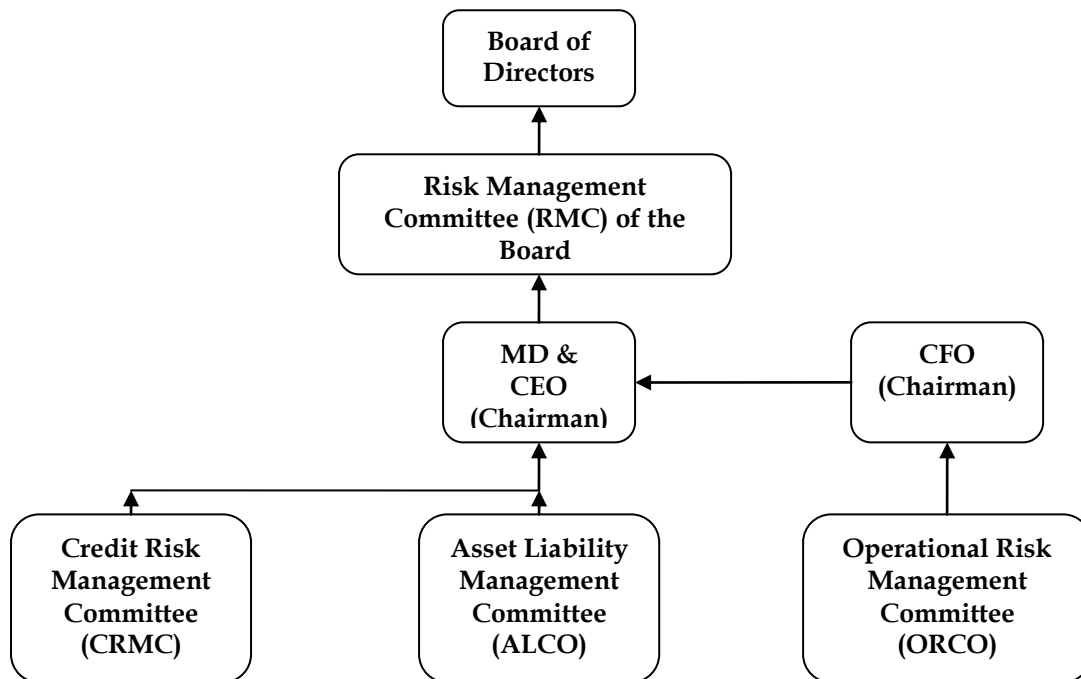 Board of
Directors
Risk Management
Committee (RMC) of the
Board
MD &
CEO
(Chairman)
CFO
(Chairman)
Credit Risk
Management
Committee
(CRMC)
Asset Liability
Management
Committee
(ALCO)
Operational Risk
Management
Committee
(ORCO)